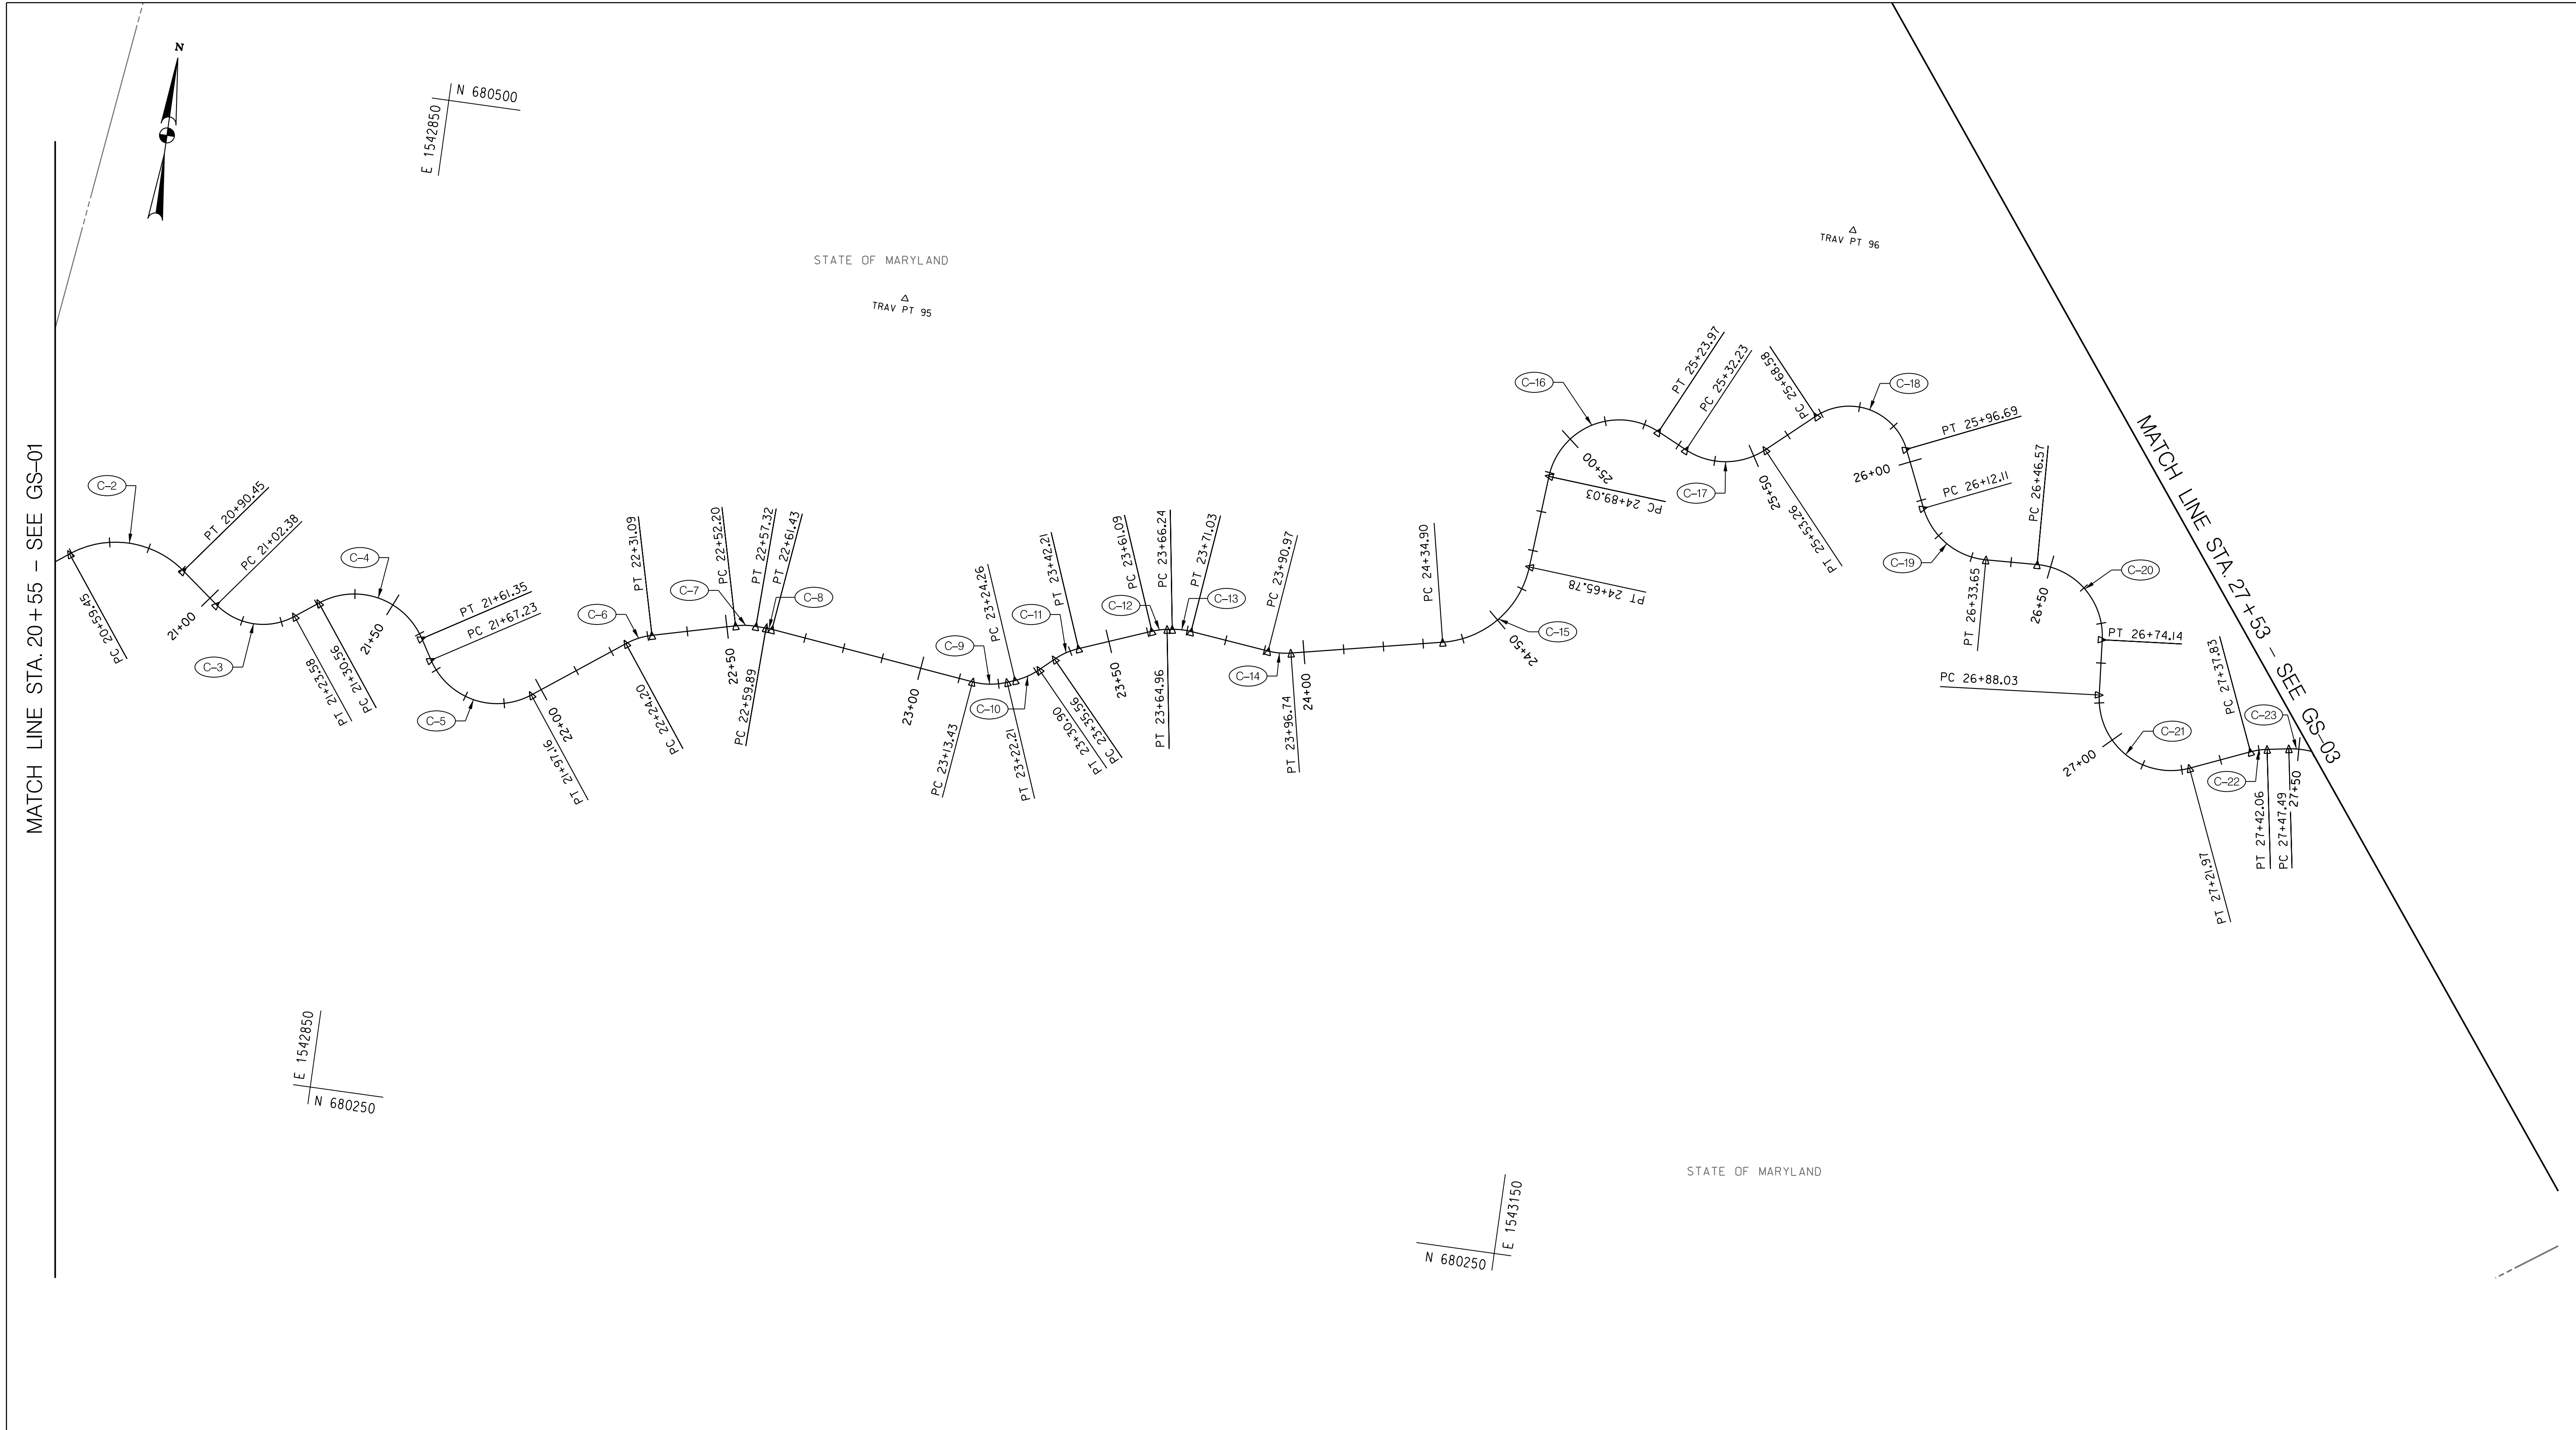 N
N 680500
E 1542850
TRAV PT 96
STATE OF MARYLAND
TRAV PT 95
MATCH LINE STA. 20+55 - SEE GS-01
C-2
PC 20+59.45
PT 20+90.45
21+00
PC 21+02.38
C-3
PT 21+23.58
PC 21+30.56
C-4
21+50
PT 21+61.35
PC 21+67.23
C-5
PT 21+97.16
22+00
PC 22+24.20
C-6
PT 22+31.09
22+50
PC 22+52.20
C-7
PT 22+57.32
PC 22+59.89
PT 22+61.43
C-8
23+00
PC 23+13.43
C-9
PT 23+22.21
PC 23+24.26
C-10
PT 23+30.90
PC 23+35.56
C-11
PT 23+42.21
23+50
PC 23+61.09
C-12
PT 23+64.96
PC 23+66.24
PT 23+71.03
C-13
PC 23+90.97
C-14
PT 23+96.74
24+00
PC 24+34.90
C-15
24+50
PT 24+65.78
PC 24+89.03
25+00
C-16
PT 25+23.97
PC 25+32.23
C-17
25+50
PT 25+53.26
PC 25+68.58
C-18
PT 25+96.69
26+00
PC 26+12.11
C-19
PT 26+33.65
PC 26+46.57
26+50
C-20
PT 26+74.14
PC 26+88.03
27+00
C-21
PT 27+21.97
PC 27+37.83
C-22
PT 27+42.06
PC 27+47.49
27+50
C-23
MATCH LINE STA. 27+53 - SEE GS-03
E 1542850
N 680250
STATE OF MARYLAND
E 1543150
N 680250